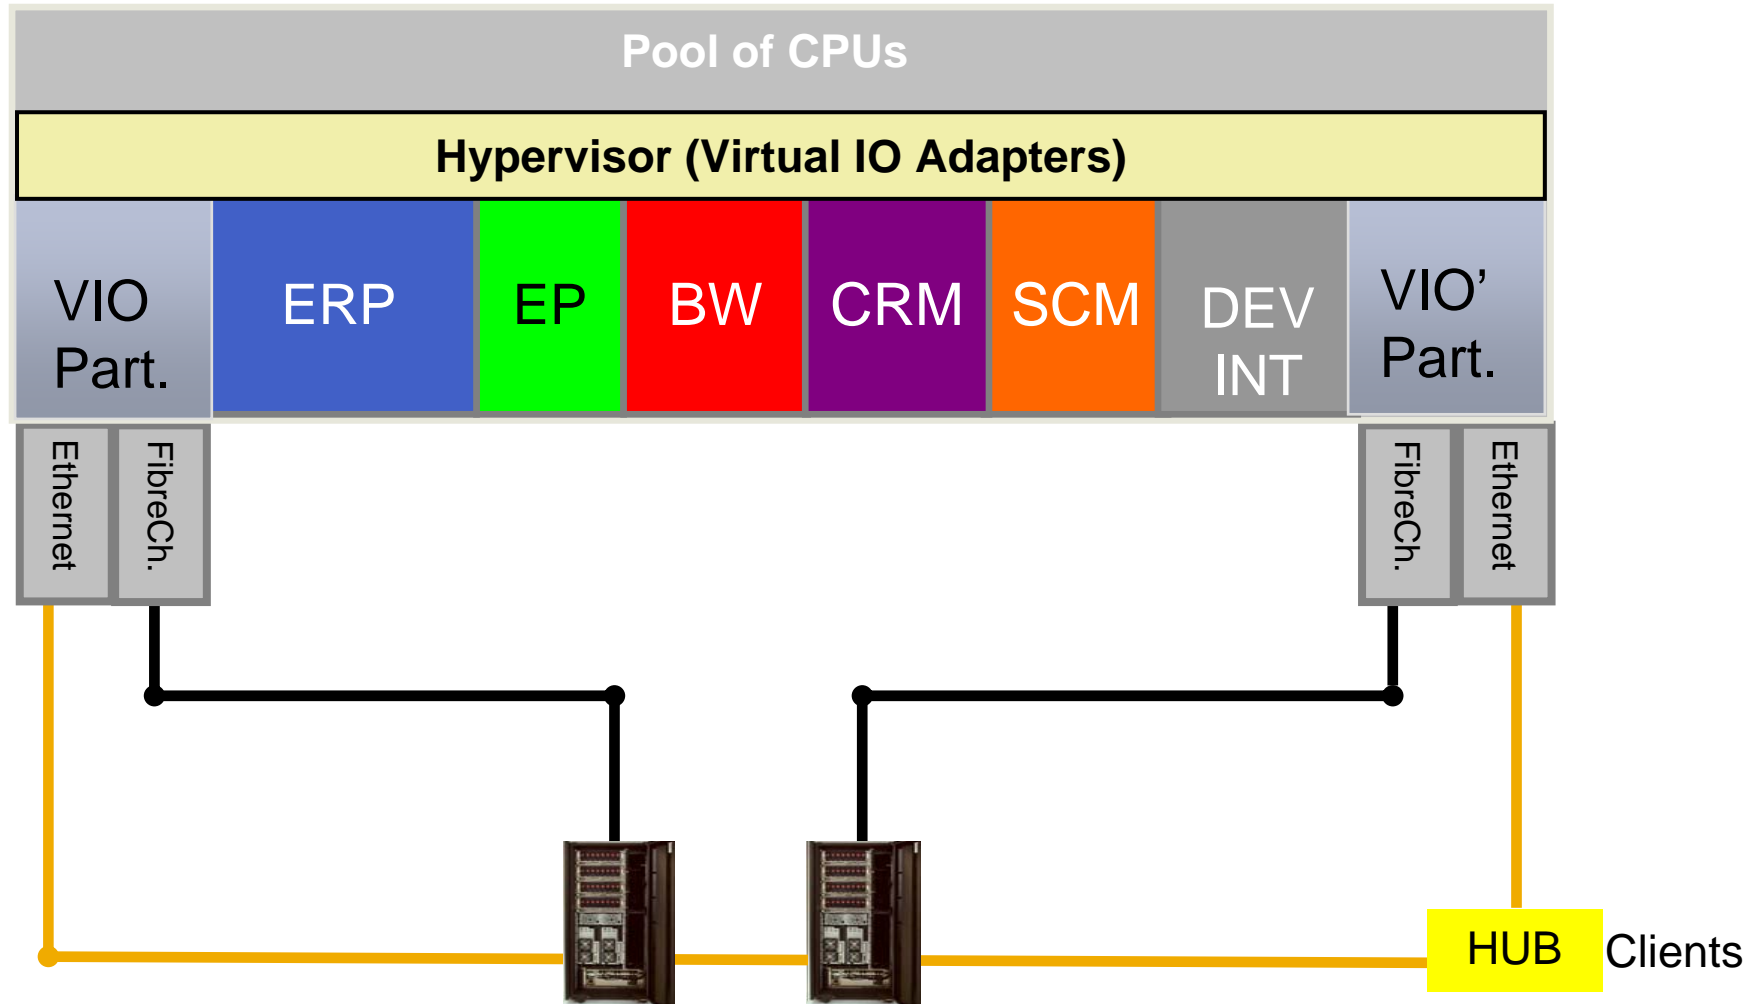 Pool of CPUs
Hypervisor (Virtual IO Adapters)
VIO
Part.
ERP
EP
BW
CRM
SCM
DEV
INT
VIO’
Part.
Ethernet
FibreCh.
FibreCh.
Ethernet
HUB
Clients